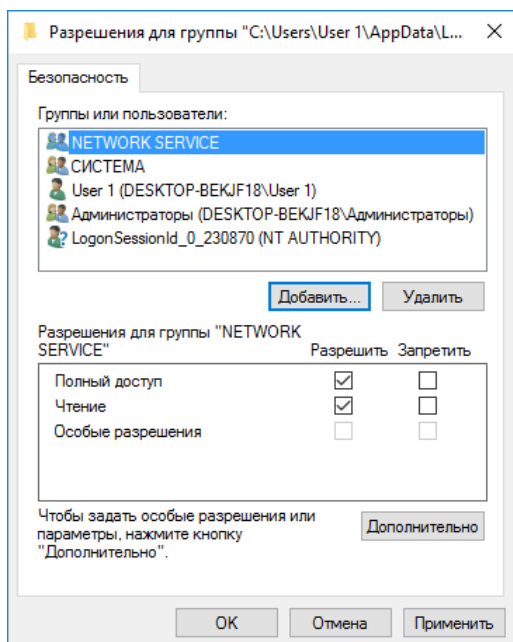 Разрешения для группы "C:\Users\User 1\AppData\L...
Безопасность
Группы или пользователи:
NETWORK SERVICE
СИСТЕМА
User 1 (DESKTOP-BEKJF18\User 1)
Администраторы (DESKTOP-BEKJF18\Администраторы)
LogonSessionId_0_230870 (NT AUTHORITY)
Добавить... Удалить
Разрешения для группы "NETWORK
SERVICE" Разрешить Запретить
Полный доступ
Чтение
Особые разрешения
Чтобы задать особые разрешения или
параметры, нажмите кнопку
"Дополнительно".
Дополнительно
OK Отмена Применить